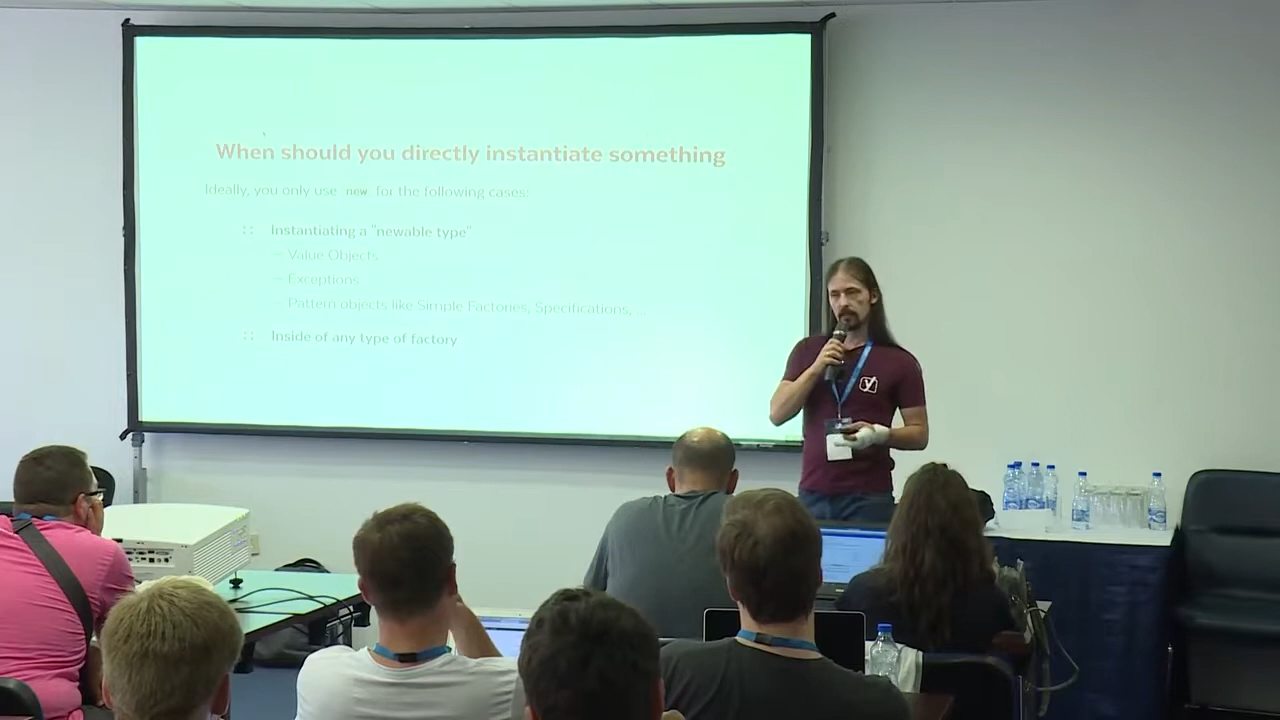 When should you directly instantiate something
Ideally, you only use new for the following cases:
:: Instantiating a "newable type"
— Value Objects
— Exceptions
— Pattern objects like Simple Factories, Specifications, ...
:: Inside of any type of factory